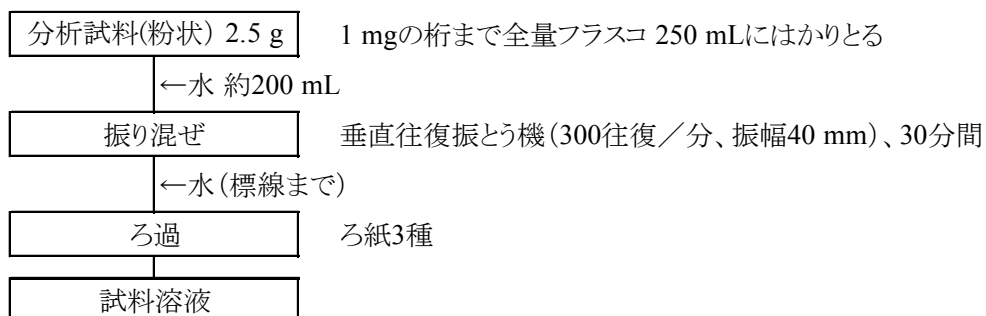 分析試料(粉状) 2.5 g 1 mgの桁まで全量フラスコ 250 mLにはかりとる
←水 約200 mL
振り混ぜ 垂直往復振とう機(300往復／分、振幅40 mm)、30分間
←水(標線まで)
ろ過 ろ紙3種
試料溶液